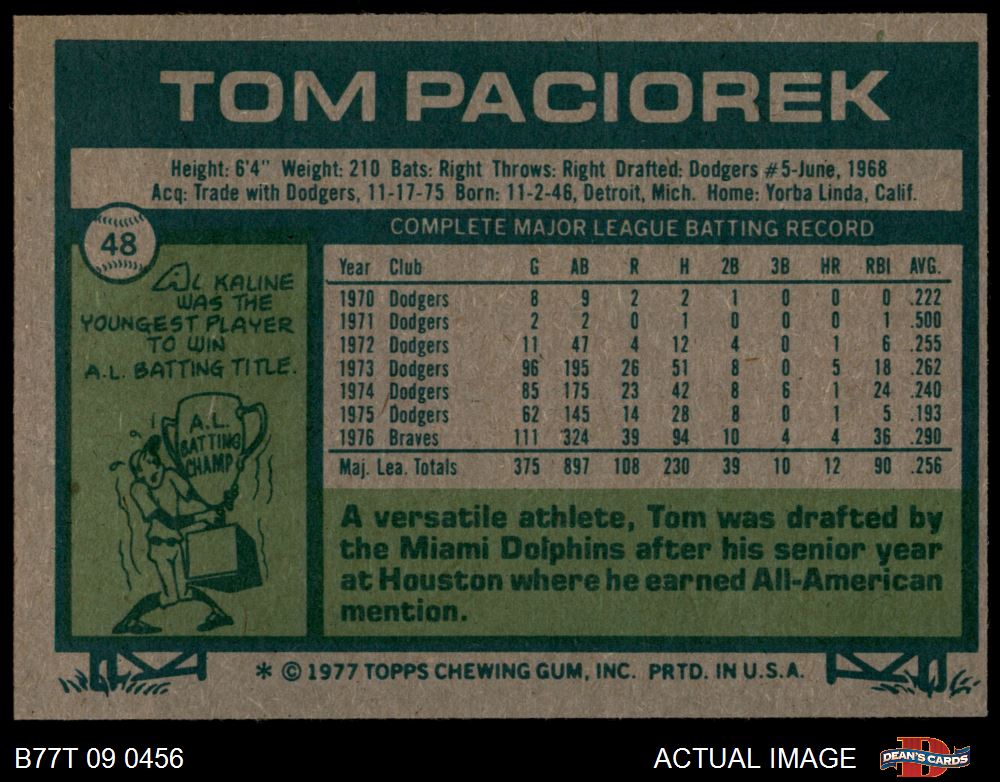 TOM PACIOREK
Height: 6'4" Weight: 210 Bats: Right Throws: Right Drafted: Dodgers #5-June, 1968
Acq: Trade with Dodgers, 11-17-75 Born: 11-2-46, Detroit, Mich. Home: Yorba Linda, Calif.
48
AL KALINE
WAS THE
YOUNGEST PLAYER
TO WIN
A.L. BATTING TITLE.
A.L.
BATTING
CHAMP
COMPLETE MAJOR LEAGUE BATTING RECORD
Year Club G AB R H 2B 3B HR RBI AVG.
1970 Dodgers 8 9 2 2 1 0 0 0 .222
1971 Dodgers 2 2 0 1 0 0 0 1 .500
1972 Dodgers 11 47 4 12 4 0 1 6 .255
1973 Dodgers 96 195 26 51 8 0 5 18 .262
1974 Dodgers 85 175 23 42 8 6 1 24 .240
1975 Dodgers 62 145 14 28 8 0 1 5 .193
1976 Braves 111 324 39 94 10 4 4 36 .290
Maj. Lea. Totals 375 897 108 230 39 10 12 90 .256
A versatile athlete, Tom was drafted by
the Miami Dolphins after his senior year
at Houston where he earned All-American
mention.
* © 1977 TOPPS CHEWING GUM, INC. PRTD. IN U.S.A.
B77T 09 0456
ACTUAL IMAGE
D
DEAN'S CARDS